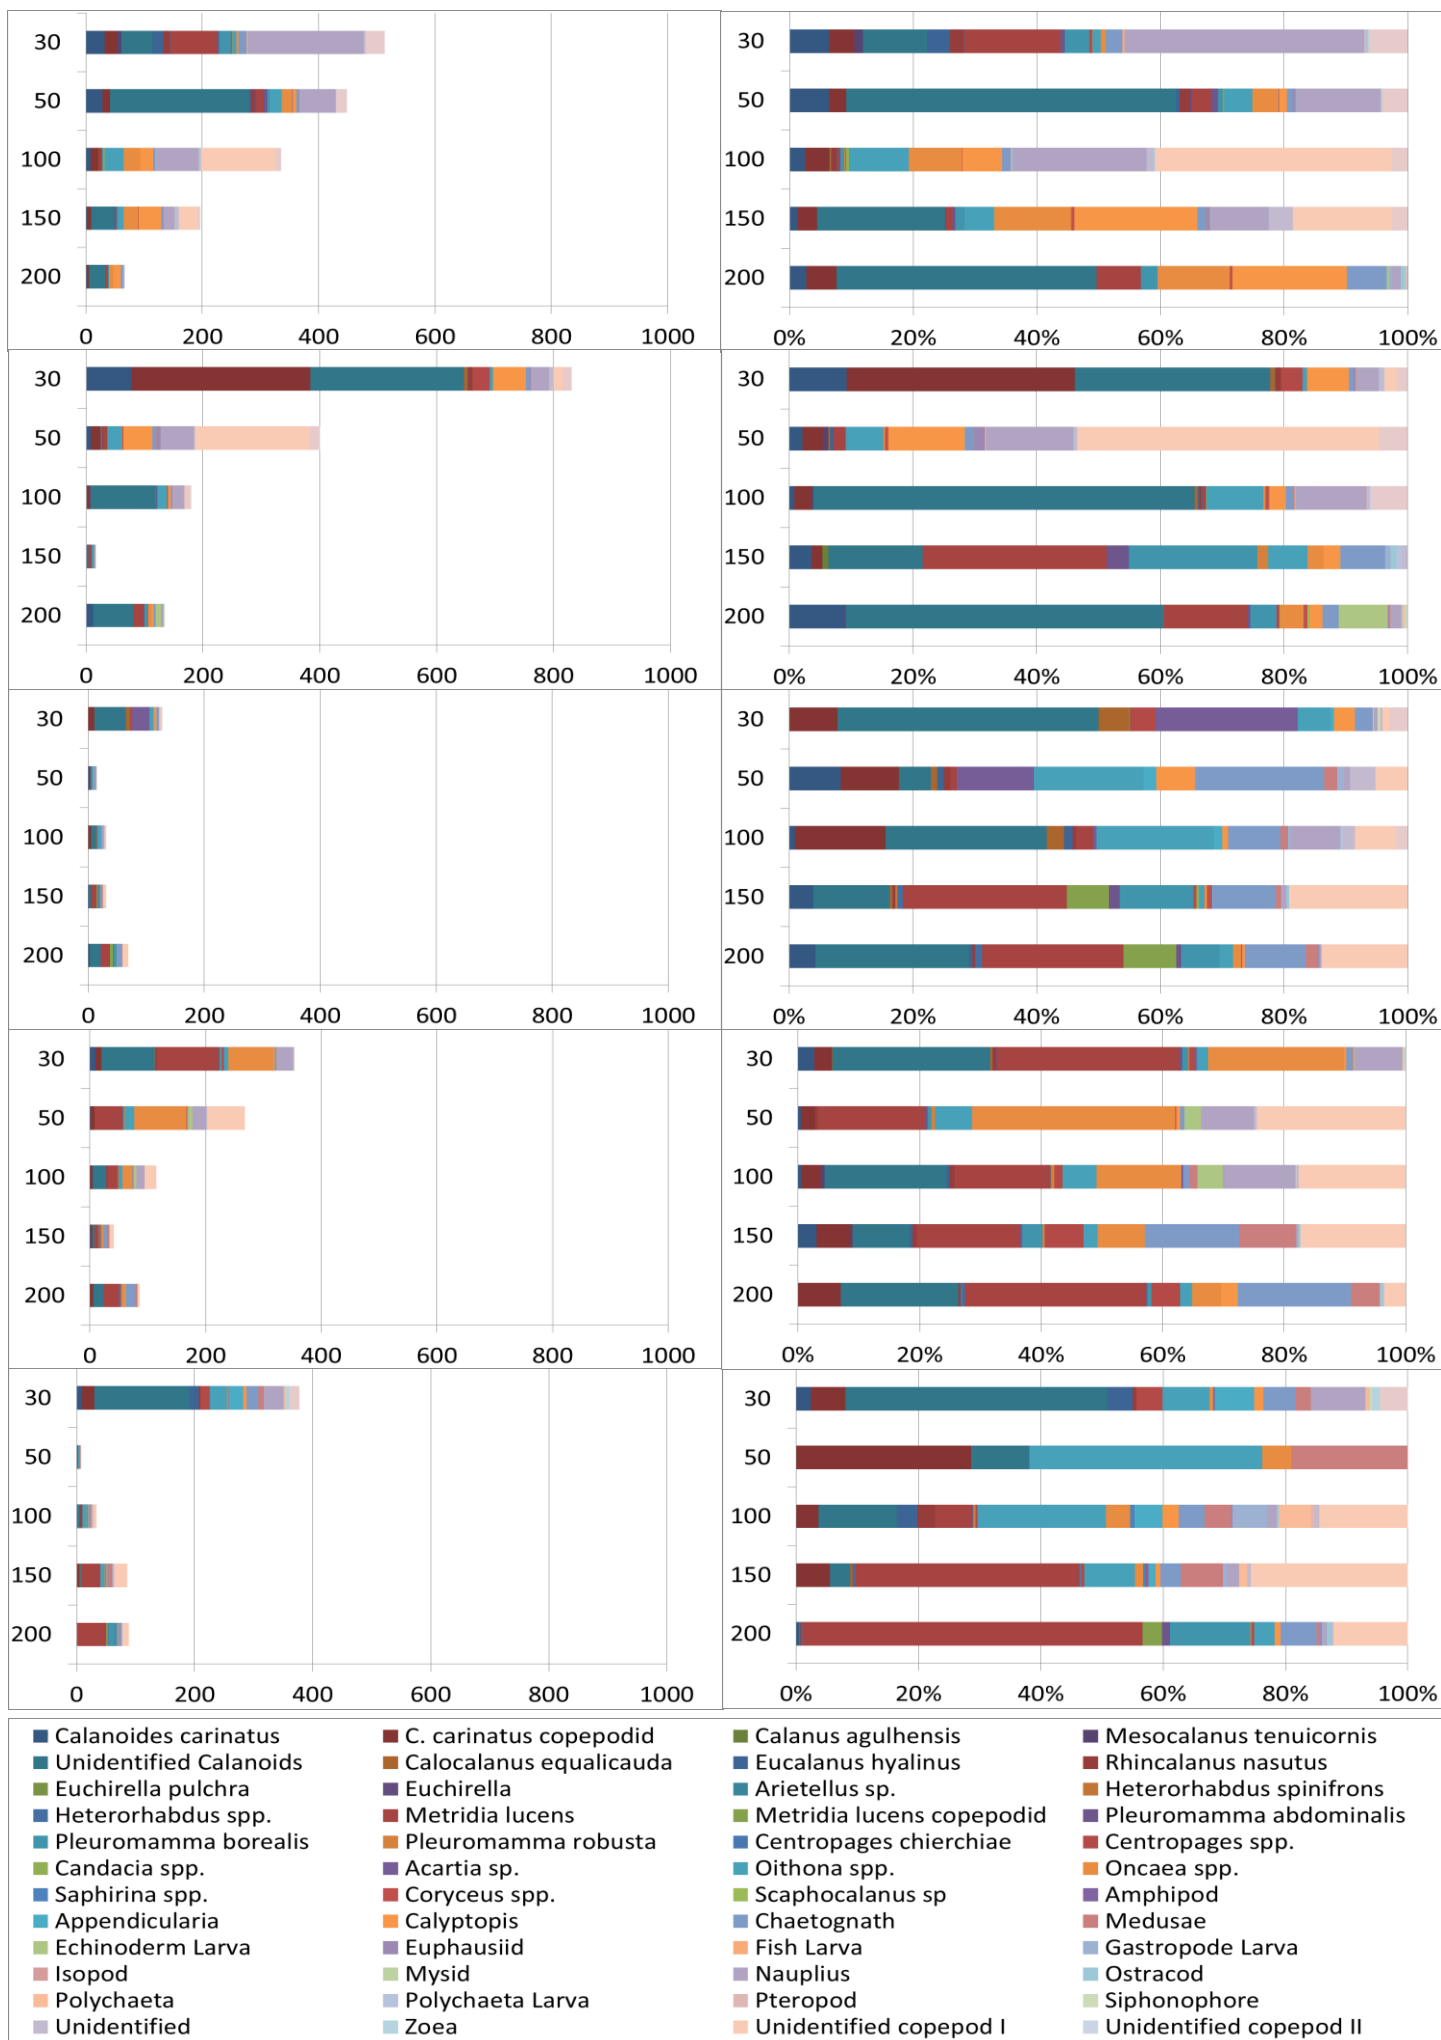 30 30
50 50
100 100
150 150
200 200
0 200 400 600 800 1000 0% 20% 40% 60% 80% 100%
30 30
50 50
100 100
150 150
200 200
0 200 400 600 800 1000 0% 20% 40% 60% 80% 100%
30 30
50 50
100 100
150 150
200 200
0 200 400 600 800 1000 0% 20% 40% 60% 80% 100%
30 30
50 50
100 100
150 150
200 200
0 200 400 600 800 1000 0% 20% 40% 60% 80% 100%
30 30
50 50
100 100
150 150
200 200
0 200 400 600 800 1000 0% 20% 40% 60% 80% 100%
Calanoides carinatus C. carinatus copepodid Calanus agulhensis Mesocalanus tenuicornis
Unidentified Calanoids Calocalanus equalicauda Eucalanus hyalinus Rhincalanus nasutus
Euchirella pulchra Euchirella Arietellus sp. Heterorhabdus spinifrons
Heterorhabdus spp. Metridia lucens Metridia lucens copepodid Pleuromamma abdominalis
Pleuromamma borealis Pleuromamma robusta Centropages chierchiae Centropages spp.
Candacia spp. Acartia sp. Oithona spp. Oncaea spp.
Saphirina spp. Coryceus spp. Scaphocalanus sp Amphipod
Appendicularia Calyptopis Chaetognath Medusae
Echinoderm Larva Euphausiid Fish Larva Gastropode Larva
Isopod Mysid Nauplius Ostracod
Polychaeta Polychaeta Larva Pteropod Siphonophore
Unidentified Zoea Unidentified copepod I Unidentified copepod II